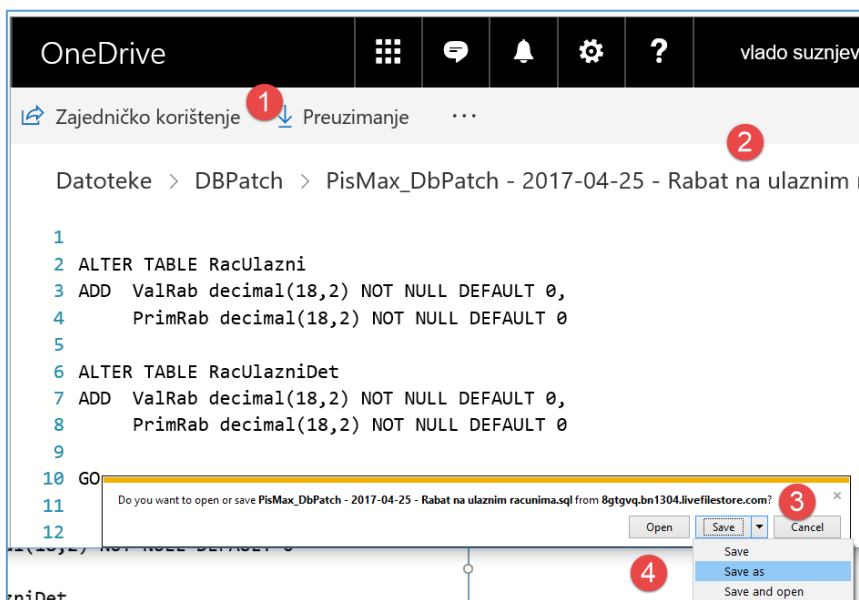 OneDrive ? vlado suznjev
1 Zajedničko korištenje Preuzimanje ...
2
Datoteke > DBPatch > PisMax_DbPatch - 2017-04-25 - Rabat na ulaznim
1
2 ALTER TABLE RacUlazni
3 ADD ValRab decimal(18,2) NOT NULL DEFAULT 0,
4 PrimRab decimal(18,2) NOT NULL DEFAULT 0
5
6 ALTER TABLE RacUlazniDet
7 ADD ValRab decimal(18,2) NOT NULL DEFAULT 0,
8 PrimRab decimal(18,2) NOT NULL DEFAULT 0
9
10 GO
11
12
Do you want to open or save PisMax_DbPatch - 2017-04-25 - Rabat na ulaznim racunima.sql from 8gtgvq.bn1304.livefilestore.com? 3 ×
Open Save Cancel
Save
4 Save as
Save and open
zniDet